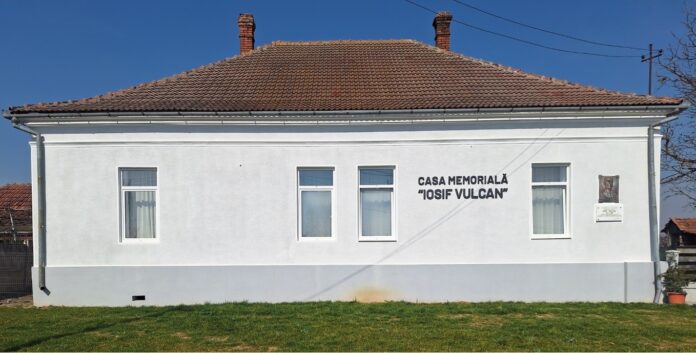 CASA MEMORIALĂ
"IOSIF VULCAN"